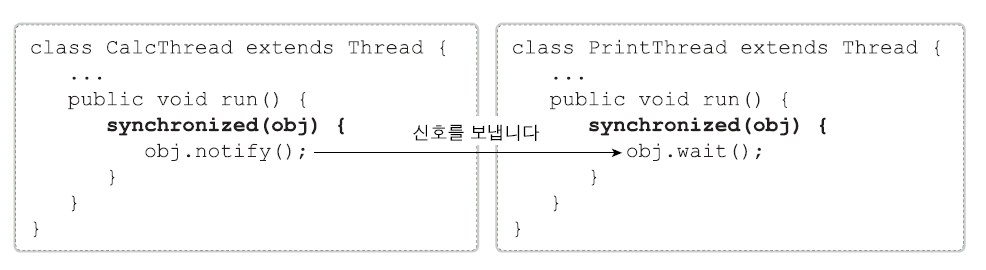 class CalcThread extends Thread {
...
public void run() {
synchronized(obj) {
obj.notify();
}
}
}
신호를 보냅니다
class PrintThread extends Thread {
...
public void run() {
synchronized(obj) {
obj.wait();
}
}
}